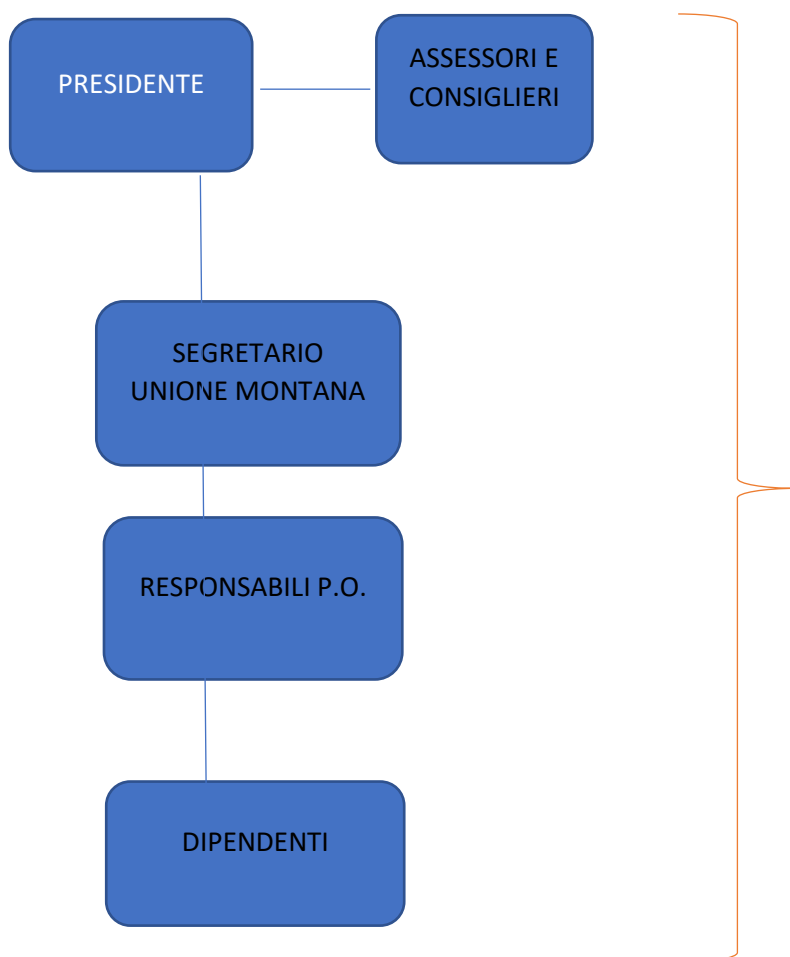 PRESIDENTE
ASSESSORI E
CONSIGLIERI
SEGRETARIO
UNIONE MONTANA
RESPONSABILI P.O.
DIPENDENTI